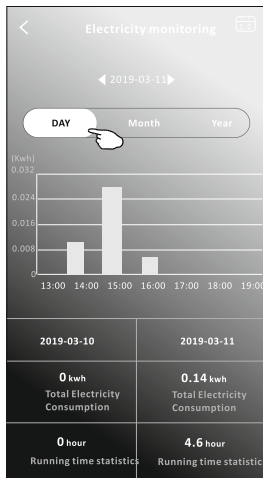 Electricity monitoring
2019-03-11
DAY Month Year
(Kwh)
0.032
0.024
0.016
0.008
0
13:00 14:00 15:00 16:00 17:00 18:00 19:00
2019-03-10 2019-03-11
0 kwh 0.14 kwh
Total Electricity Total Electricity
Consumption Consumption
0 hour 4.6 hour
Running time statistics Running time statistic